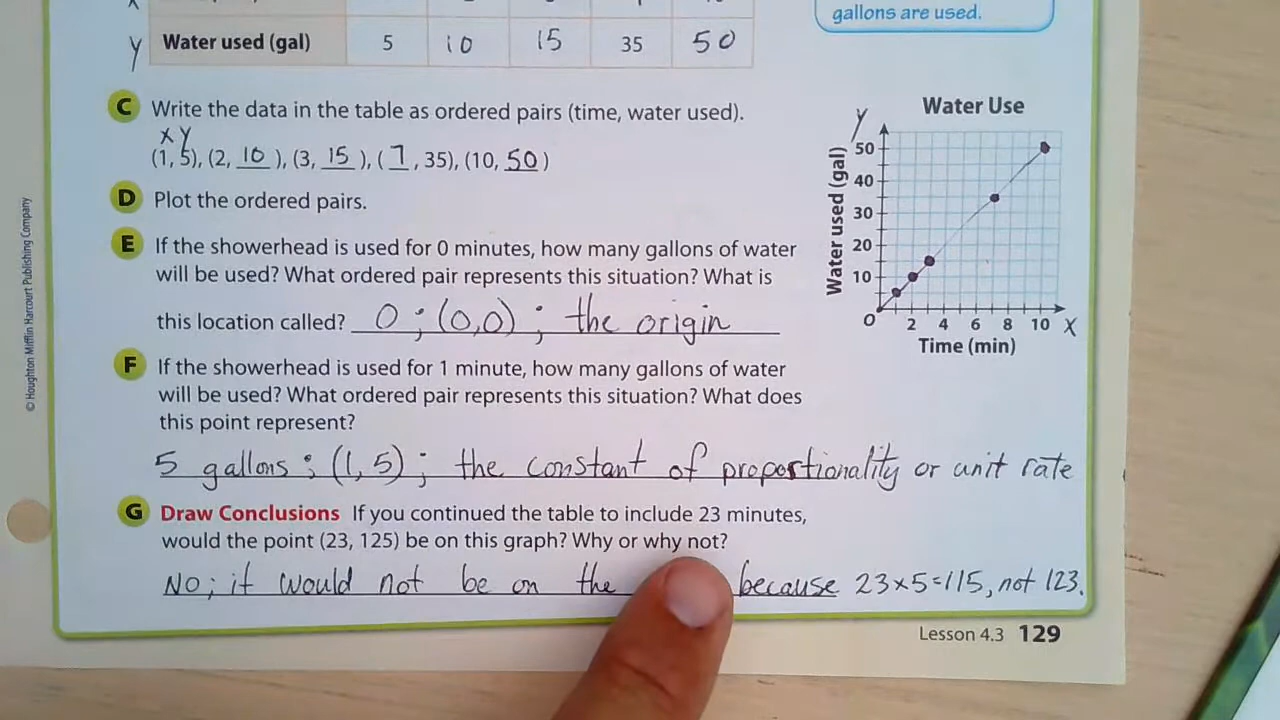 gallons are used.
y Water used (gal) 5 10 15 35 50
C Write the data in the table as ordered pairs (time, water used).
x y
(1, 5), (2, 10), (3, 15), (7, 35), (10, 50)
D Plot the ordered pairs.
E If the showerhead is used for 0 minutes, how many gallons of water
will be used? What ordered pair represents this situation? What is
this location called? 0 ; (0,0) ; the origin
F If the showerhead is used for 1 minute, how many gallons of water
will be used? What ordered pair represents this situation? What does
this point represent?
5 gallons ; (1, 5) ; the constant of proportionality or unit rate
G Draw Conclusions If you continued the table to include 23 minutes,
would the point (23, 125) be on this graph? Why or why not?
NO; it would not be on the because 23×5=115, not 123.
Water Use
y
Water used (gal)
50
40
30
20
10
O 2 4 6 8 10 X
Time (min)
© Houghton Mifflin Harcourt Publishing Company
Lesson 4.3 129